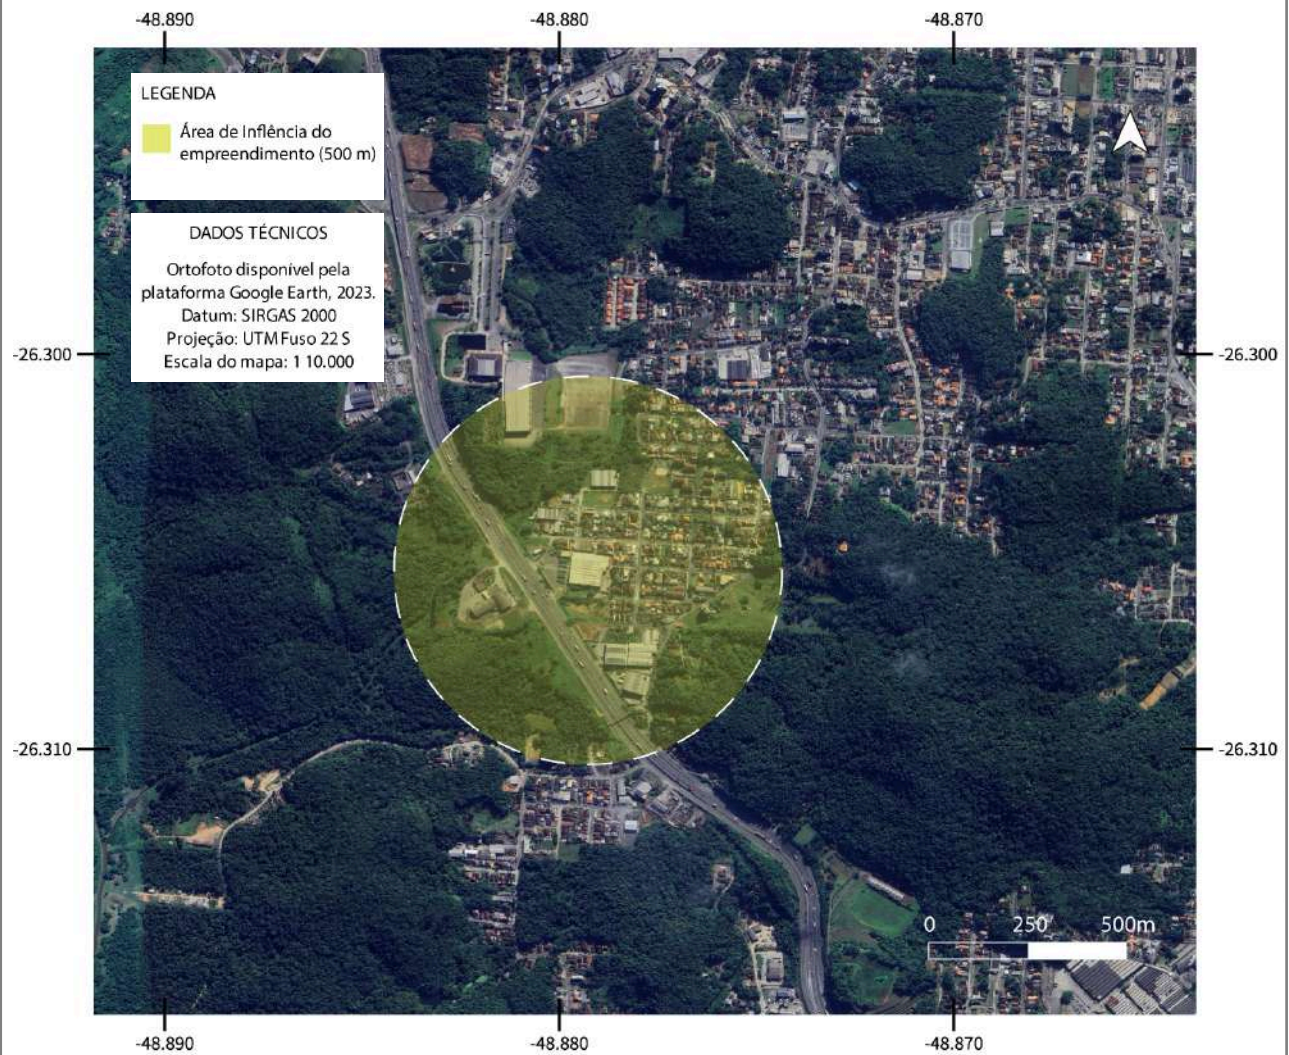 -48.890
-48.880
-48.870
LEGENDA
Área de Inflência do
empreendimento (500 m)
DADOS TÉCNICOS
Ortofoto disponível pela
plataforma Google Earth, 2023.
Datum: SIRGAS 2000
Projeção: UTM Fuso 22 S
Escala do mapa: 1 10.000
-26.300
-26.300
-26.310
-26.310
0
250
500m
-48.890
-48.880
-48.870